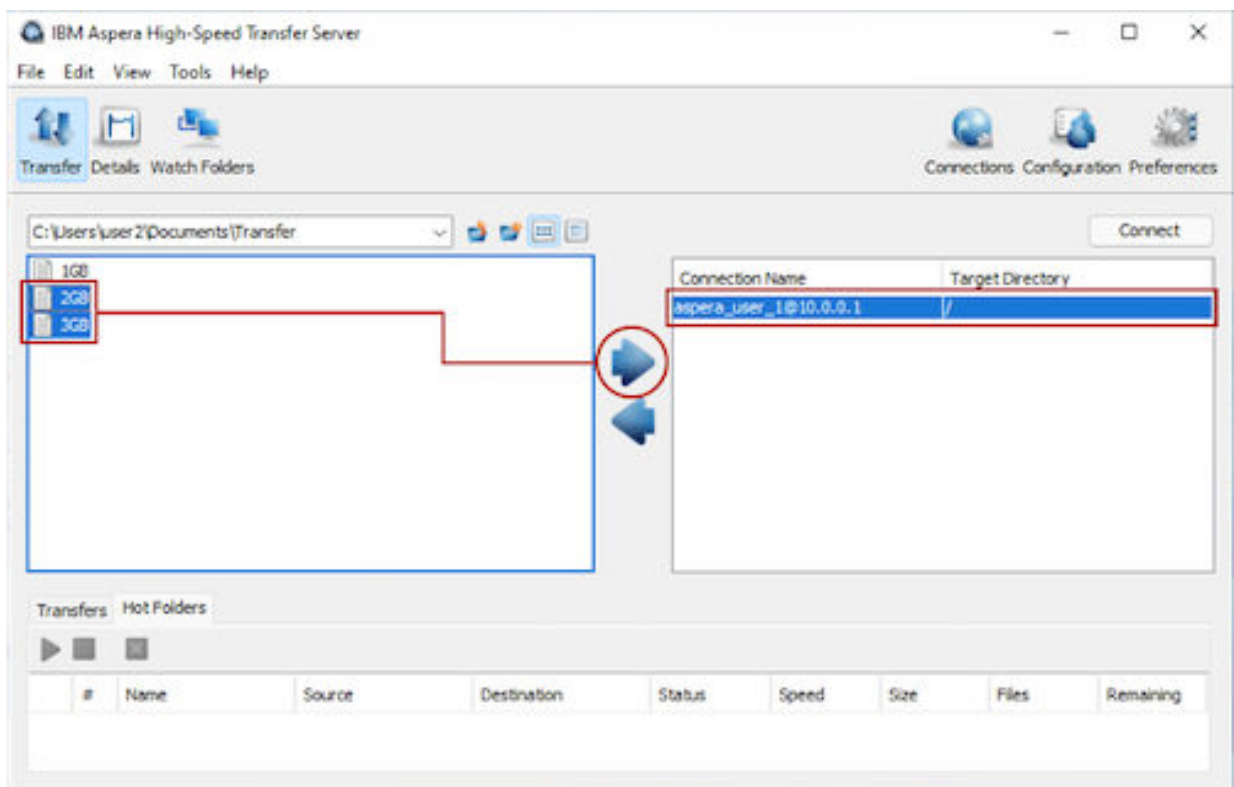 IBM Aspera High-Speed Transfer Server
File Edit View Tools Help
Transfer Details Watch Folders
Connections Configuration Preferences
C:\Users\user2\Documents\Transfer
Connect
1GB
2GB
3GB
Connection Name Target Directory
aspera_user_1@10.0.0.1 /
Transfers Hot Folders
# Name Source Destination Status Speed Size Files Remaining